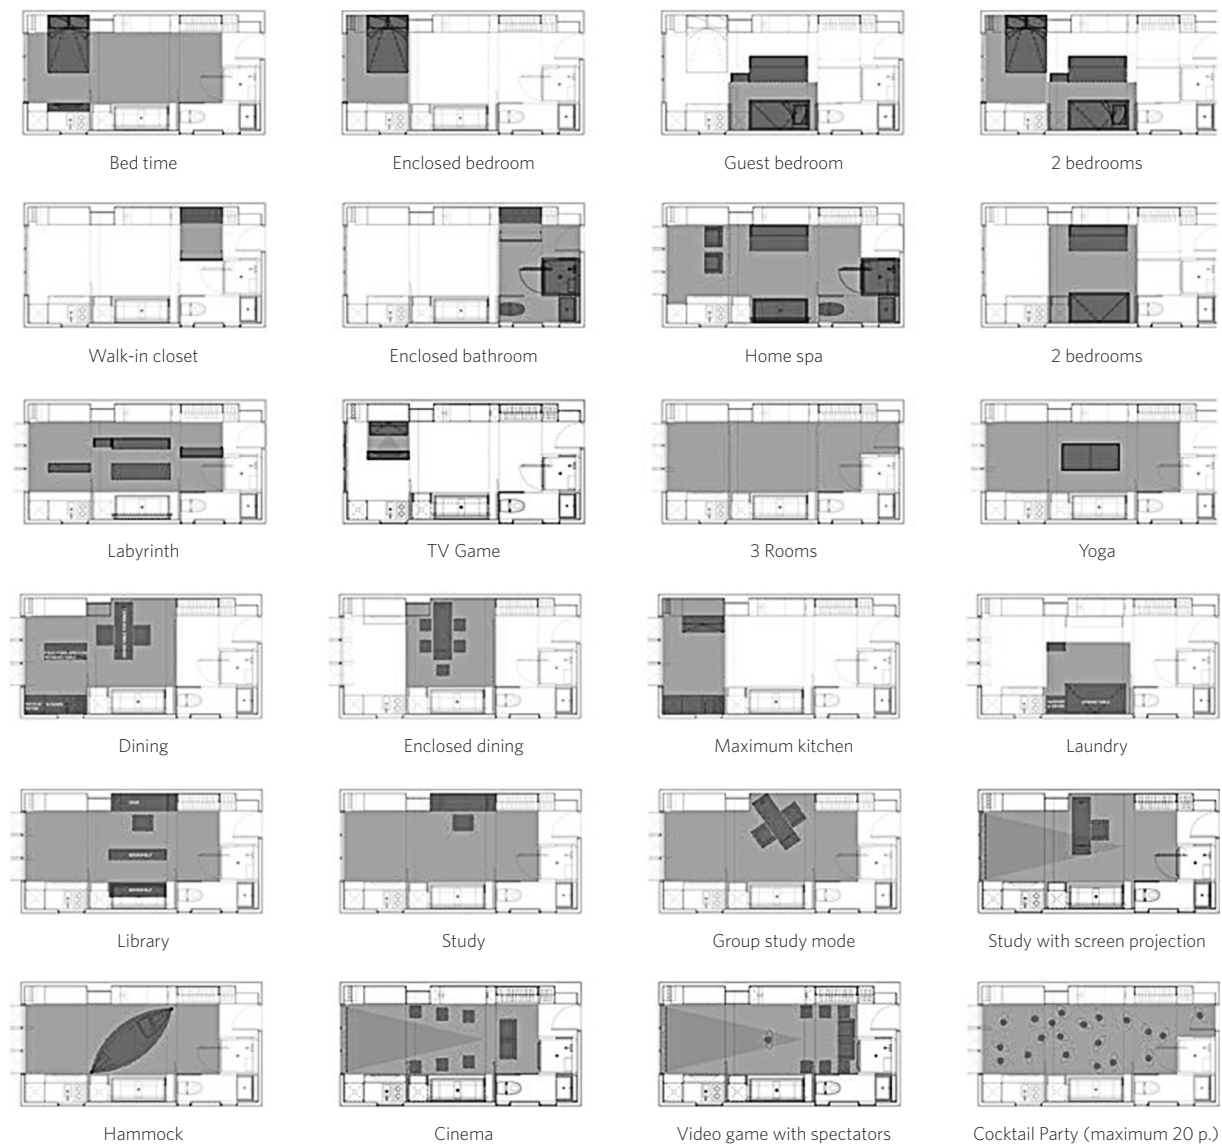 Bed time
Enclosed bedroom
Guest bedroom
2 bedrooms
Walk-in closet
Enclosed bathroom
Home spa
2 bedrooms
Labyrinth
TV Game
3 Rooms
Yoga
Dining
Enclosed dining
Maximum kitchen
Laundry
Library
Study
Group study mode
Study with screen projection
Hammock
Cinema
Video game with spectators
Cocktail Party (maximum 20 p.)